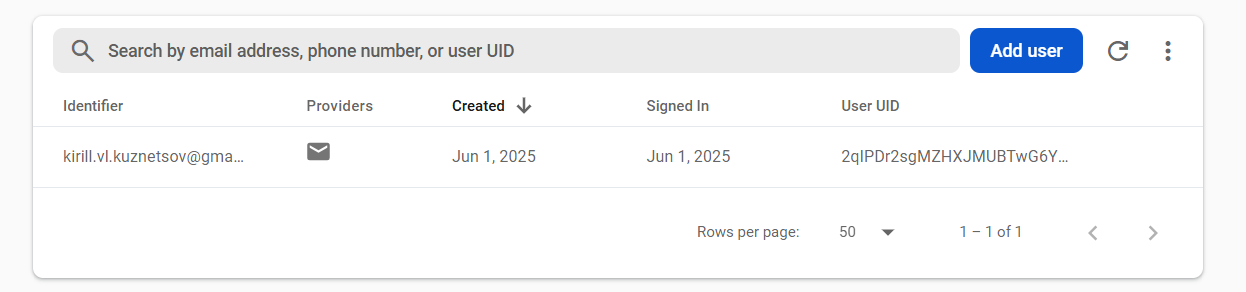 Search by email address, phone number, or user UID Add user
Identifier Providers Created Signed In User UID
kirill.vl.kuznetsov@gma... Jun 1, 2025 Jun 1, 2025 2qIPDr2sgMZHXJMUBTwG6Y...
Rows per page: 50 1 – 1 of 1